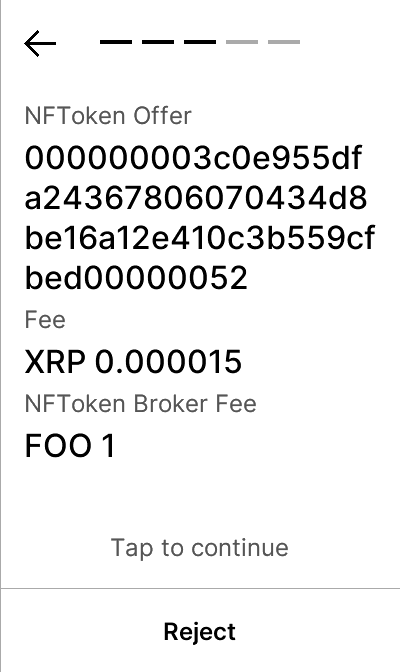 NFToken Offer
000000003c0e955df
a24367806070434d8
be16a12e410c3b559cf
bed00000052
Fee
XRP 0.000015
NFToken Broker Fee
FOO 1
Tap to continue
Reject